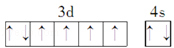 3d 4s
↑↓ ↑ ↑ ↑ ↑ ↑↓